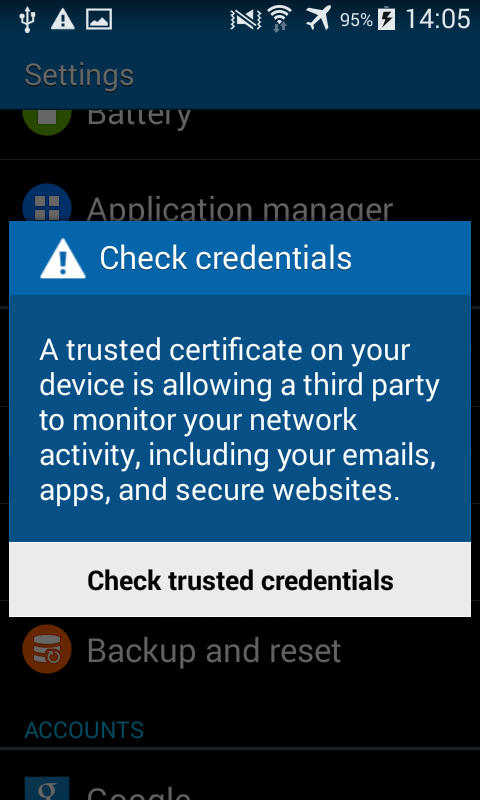 95% 14:05
Settings
Battery
Application manager
Check credentials
A trusted certificate on your
device is allowing a third party
to monitor your network
activity, including your emails,
apps, and secure websites.
Check trusted credentials
Backup and reset
ACCOUNTS
Google